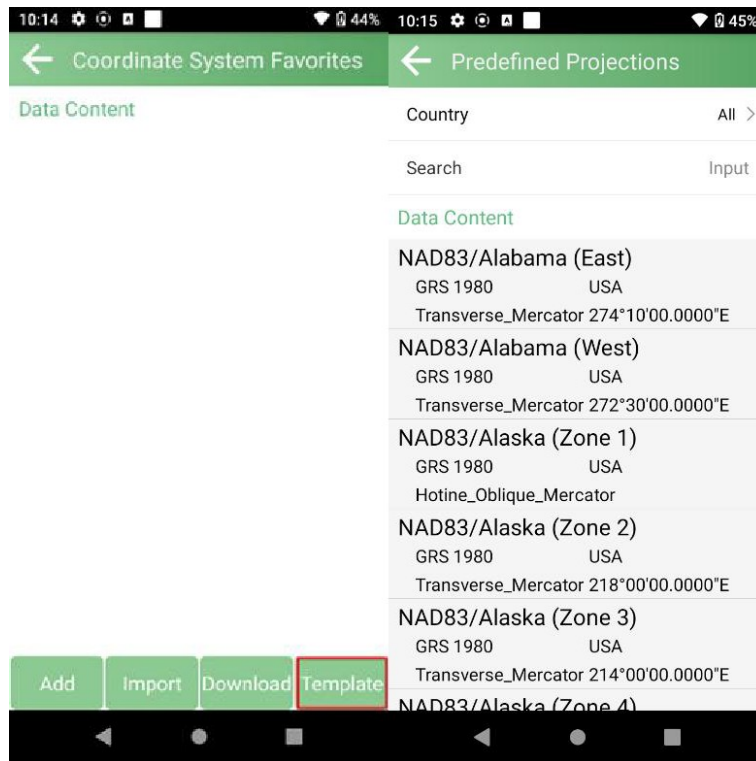 10:14 44%
Coordinate System Favorites
Data Content
Add Import Download Template
10:15 45%
Predefined Projections
Country All
Search Input
Data Content
NAD83/Alabama (East)
GRS 1980 USA
Transverse_Mercator 274°10'00.0000"E
NAD83/Alabama (West)
GRS 1980 USA
Transverse_Mercator 272°30'00.0000"E
NAD83/Alaska (Zone 1)
GRS 1980 USA
Hotine_Oblique_Mercator
NAD83/Alaska (Zone 2)
GRS 1980 USA
Transverse_Mercator 218°00'00.0000"E
NAD83/Alaska (Zone 3)
GRS 1980 USA
Transverse_Mercator 214°00'00.0000"E
NAD83/Alaska (Zone 4)